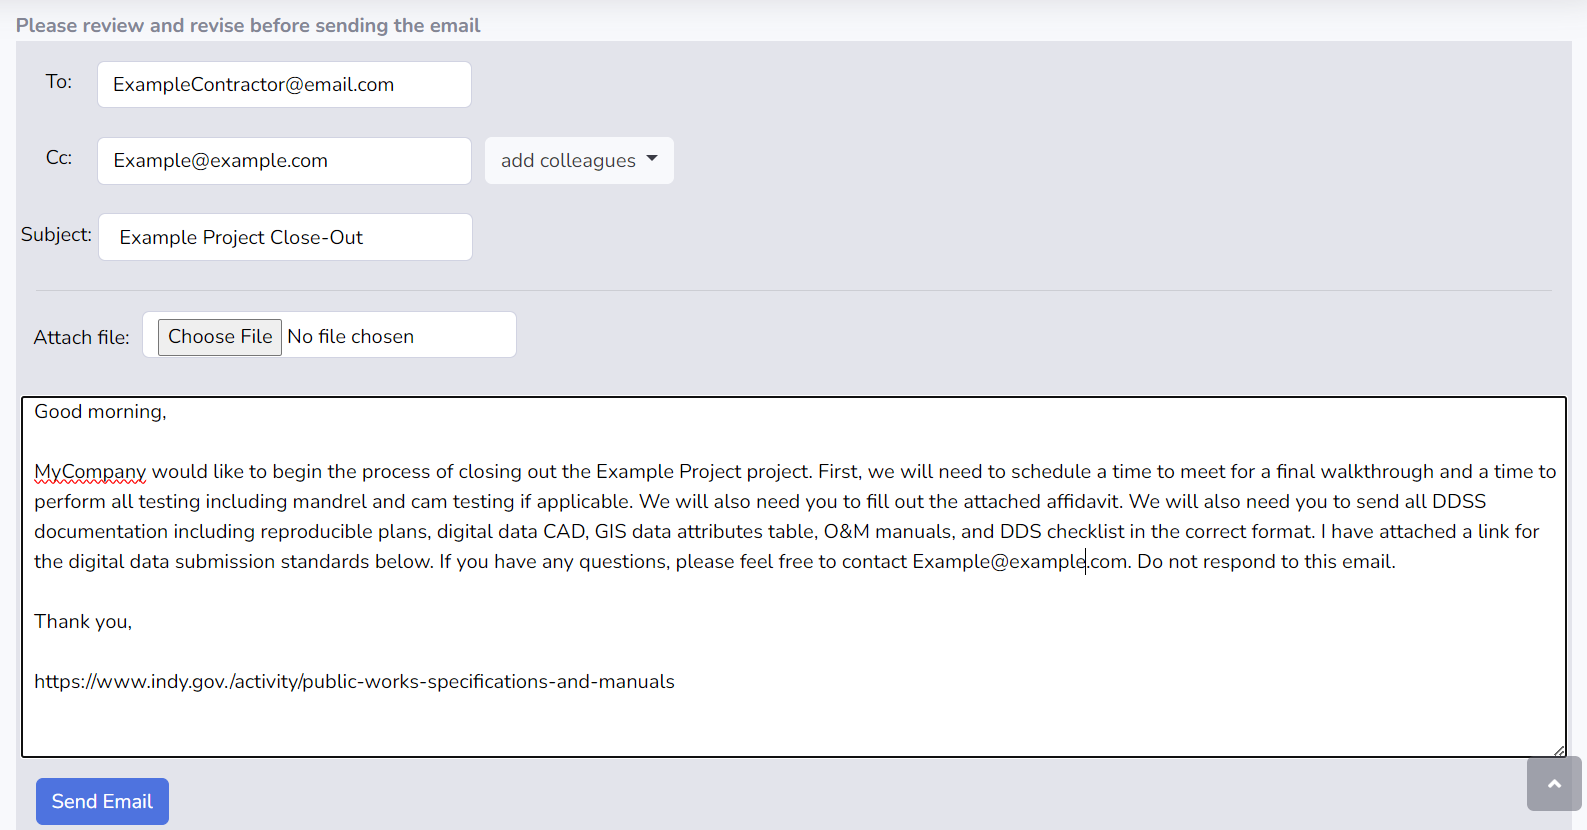 Please review and revise before sending the email
To: ExampleContractor@email.com
Cc: Example@example.com add colleagues
Subject: Example Project Close-Out
Attach file: Choose File No file chosen
Good morning,
MyCompany would like to begin the process of closing out the Example Project project. First, we will need to schedule a time to meet for a final walkthrough and a time to
perform all testing including mandrel and cam testing if applicable. We will also need you to fill out the attached affidavit. We will also need you to send all DDSS
documentation including reproducible plans, digital data CAD, GIS data attributes table, O&M manuals, and DDS checklist in the correct format. I have attached a link for
the digital data submission standards below. If you have any questions, please feel free to contact Example@example.com. Do not respond to this email.
Thank you,
https://www.indy.gov./activity/public-works-specifications-and-manuals
Send Email